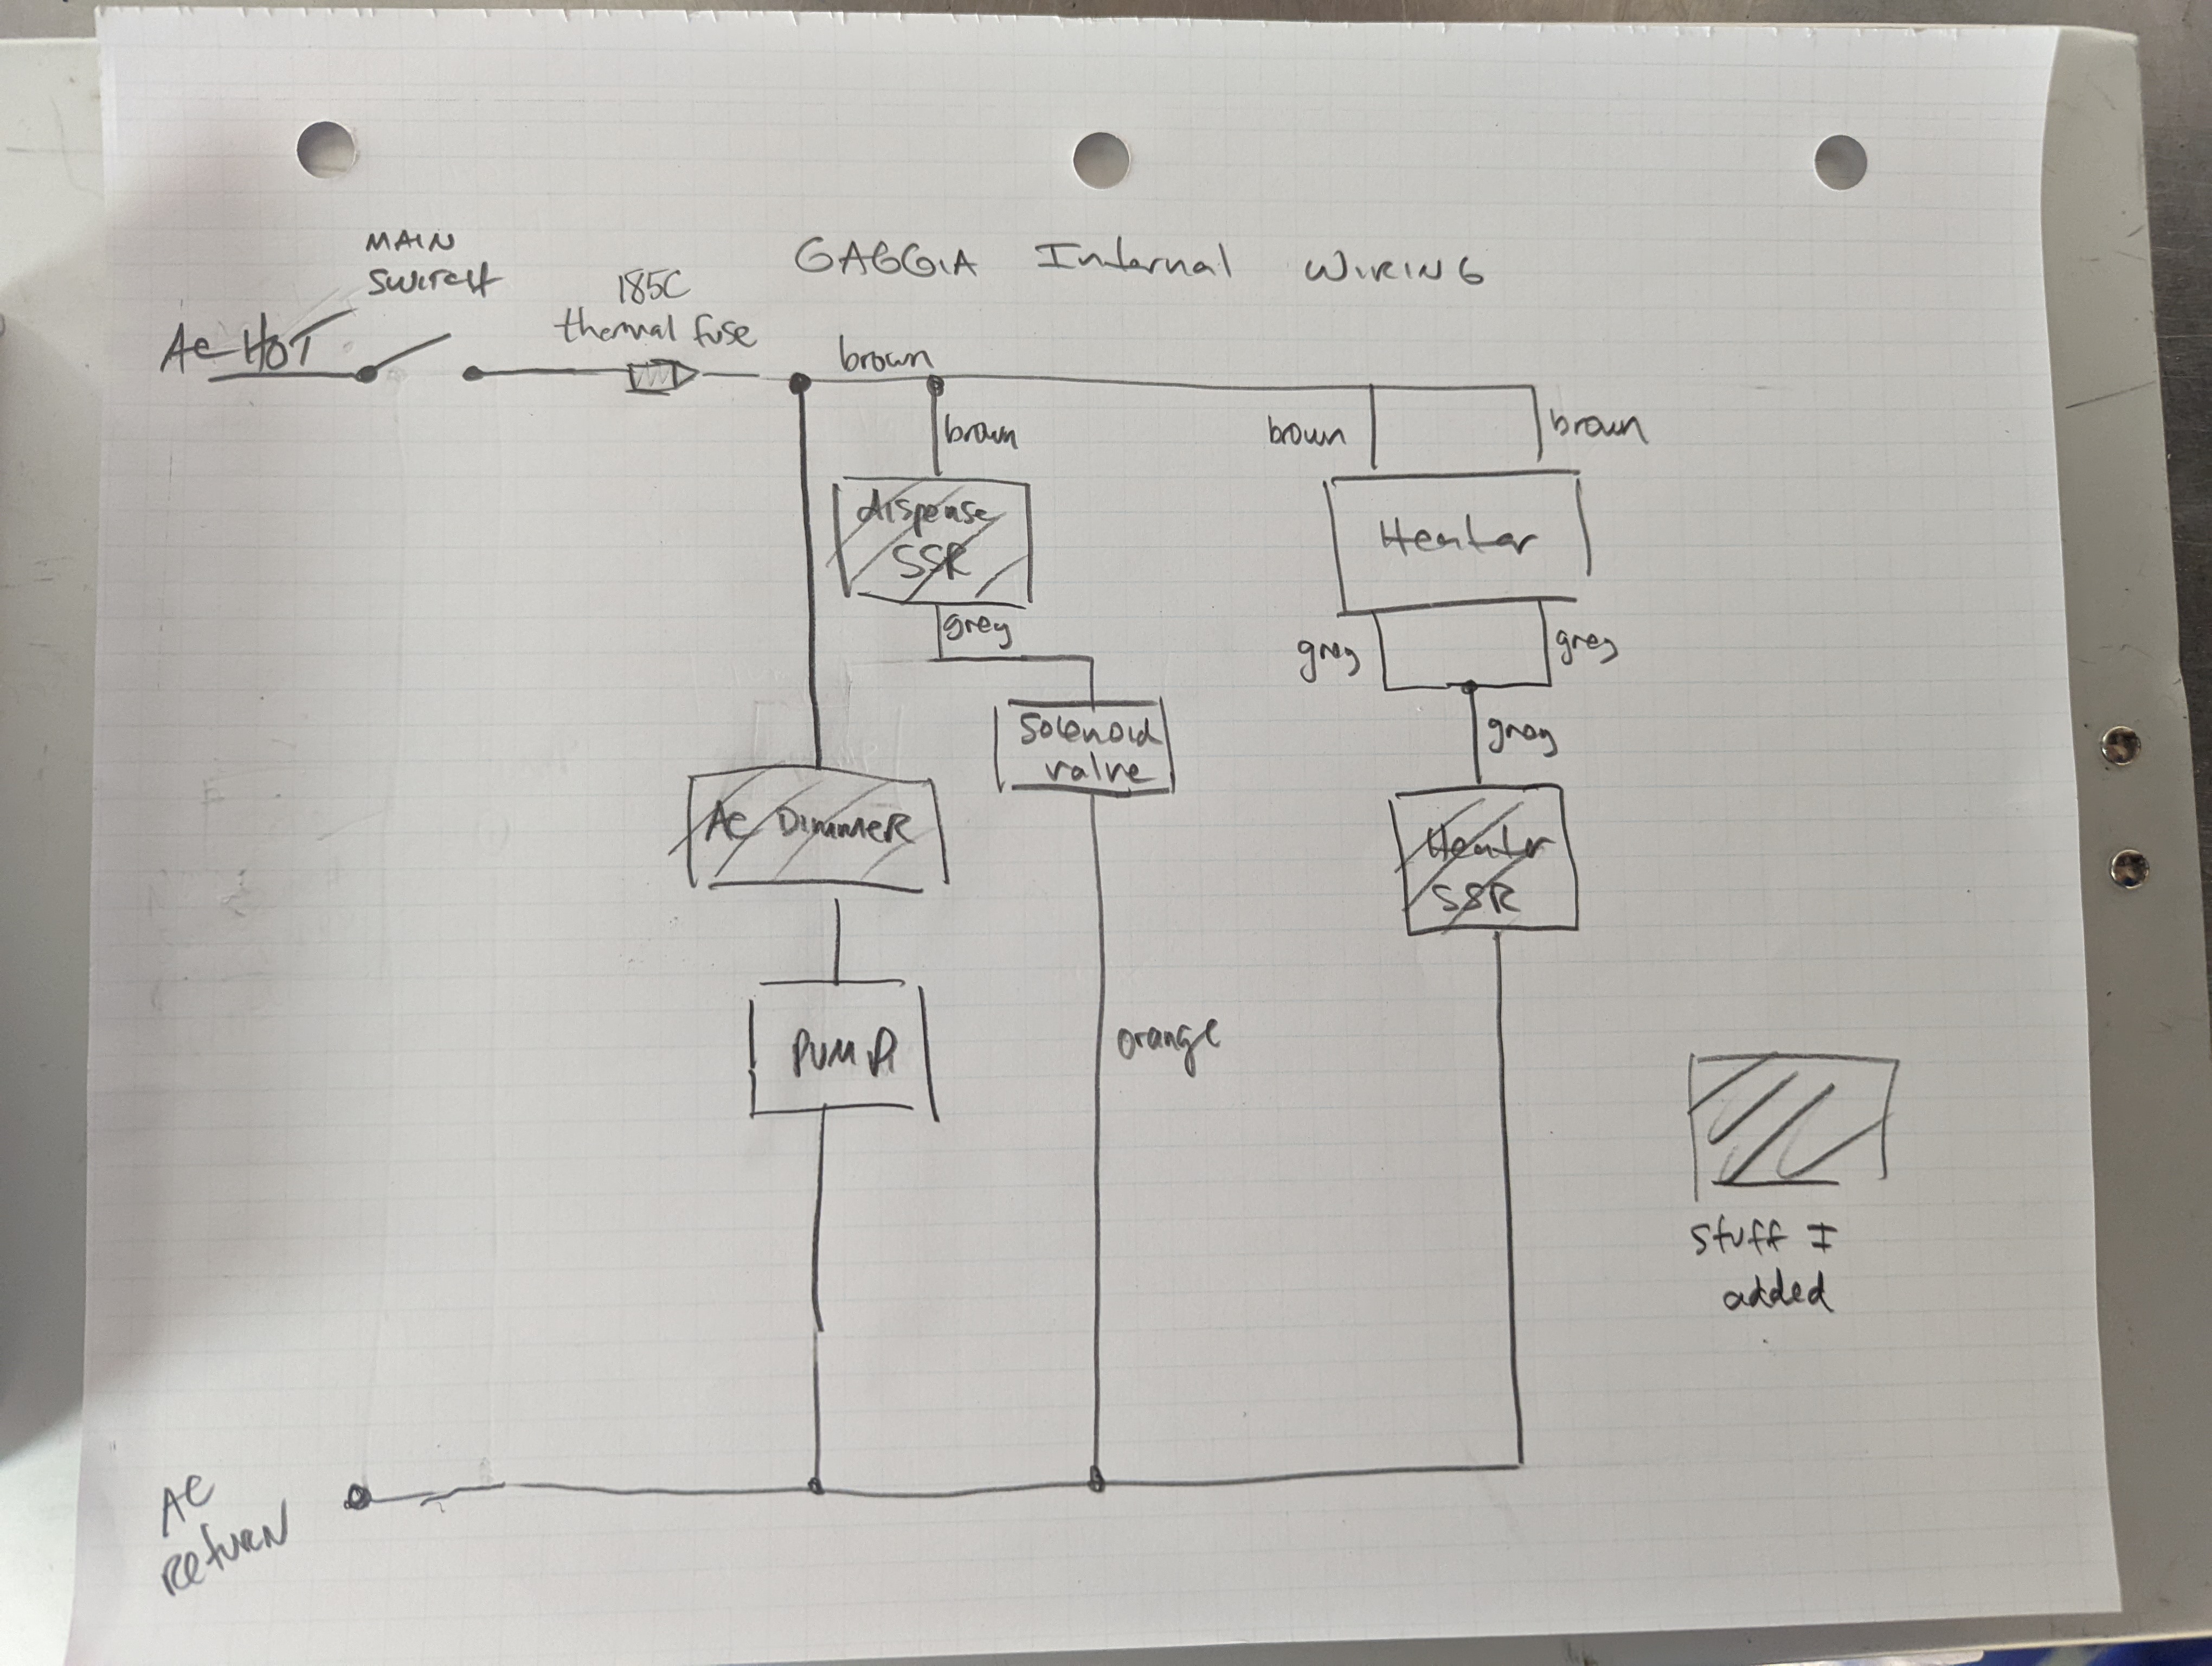 GAGGIA Internal WIRING
MAIN
SWITCH
185C
thermal fuse
AC HOT
brown
brown
brown
brown
dispense
SSR
Heater
grey
grey
grey
Solenoid
valve
grey
AC DIMMER
Heater
SSR
PUMP
orange
stuff I
added
AC
RETURN